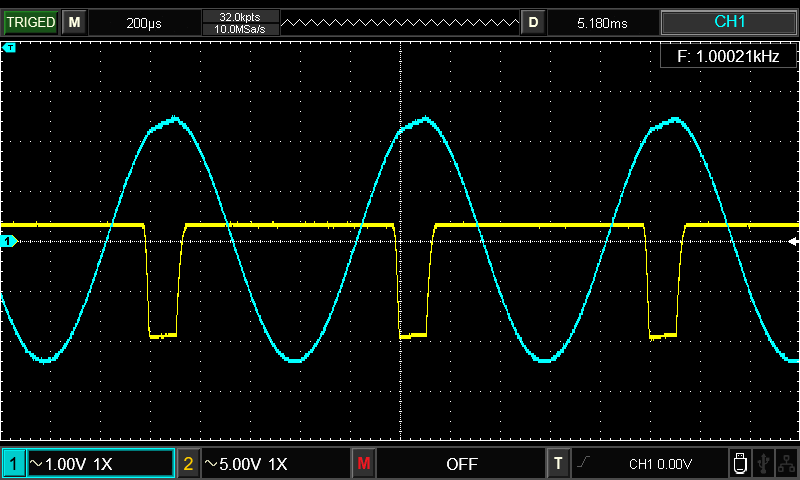 TRIGED M 200µs 32.0kpts D 5.180ms CH1
10.0MSa/s
T
F: 1.00021kHz
1
1 ~1.00V 1X 2 ~5.00V 1X M OFF T CH1 0.00V